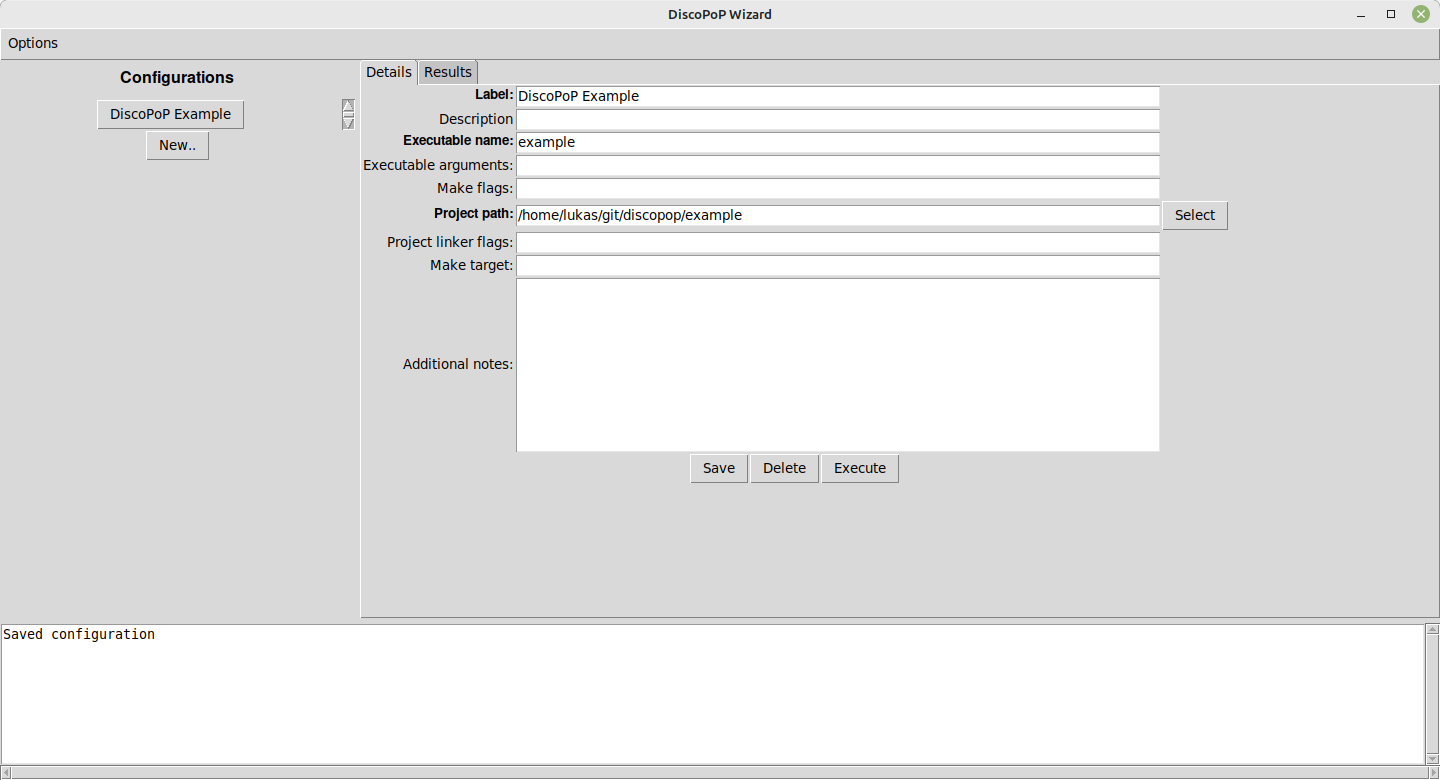 DiscoPoP Wizard
Options
Configurations
DiscoPoP Example
New..
Details Results
Label: DiscoPoP Example
Description
Executable name: example
Executable arguments:
Make flags:
Project path: /home/lukas/git/discopop/example Select
Project linker flags:
Make target:
Additional notes:
Save Delete Execute
Saved configuration